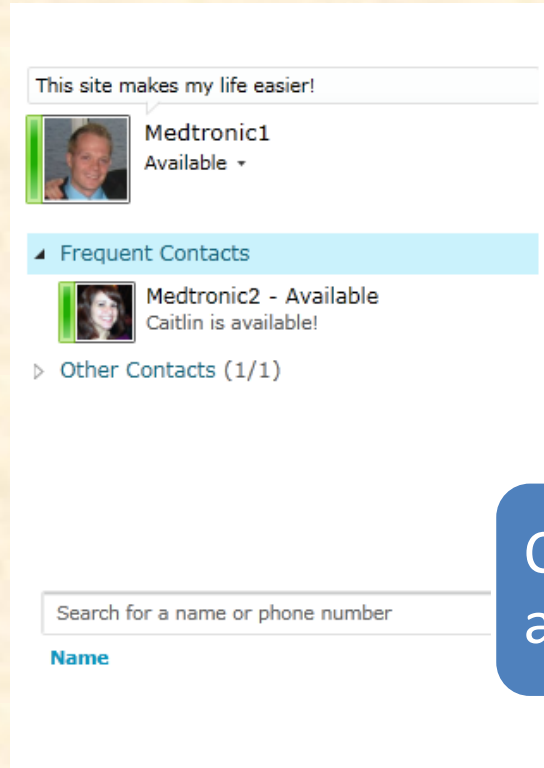 This site makes my life easier!
Medtronic1
Available
Frequent Contacts
Medtronic2 - Available
Caitlin is available!
Other Contacts (1/1)
Search for a name or phone number
Name